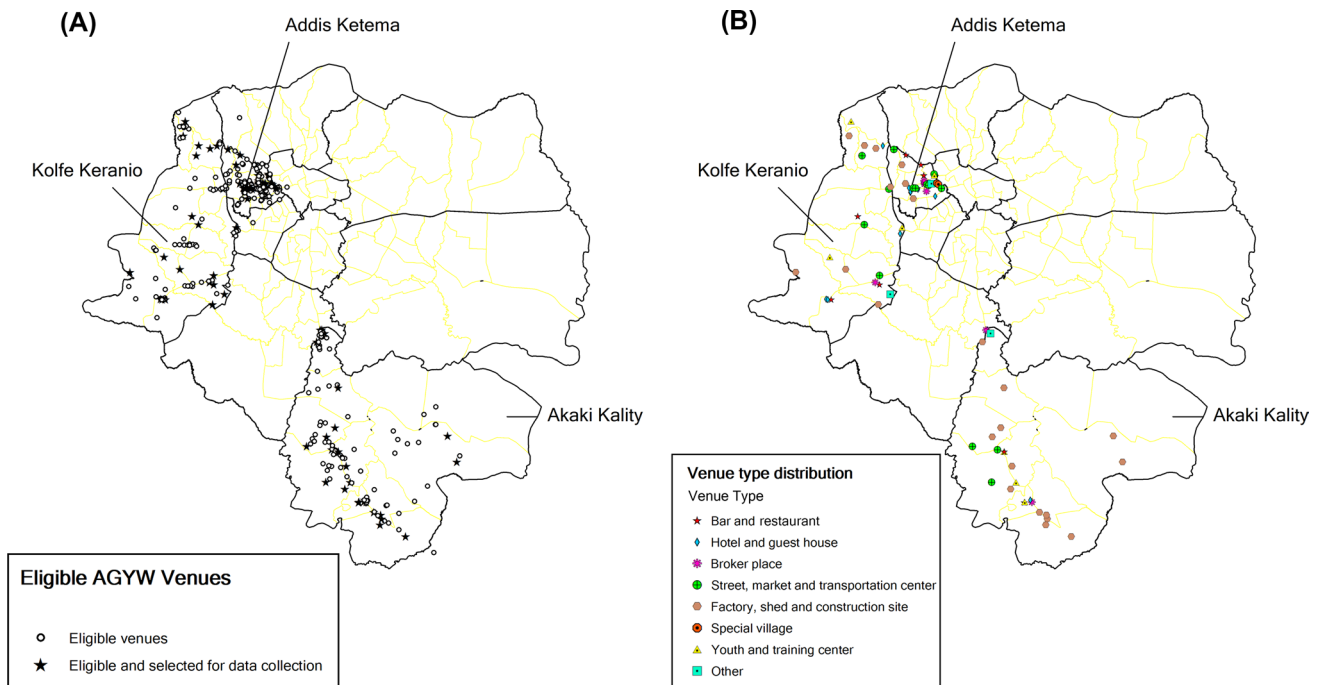 (A)
Addis Ketema
Kolfe Keranio
Akaki Kality
Eligible AGYW Venues
Eligible venues
Eligible and selected for data collection
(B)
Addis Ketema
Kolfe Keranio
Akaki Kality
Venue type distribution
Venue Type
Bar and restaurant
Hotel and guest house
Broker place
Street, market and transportation center
Factory, shed and construction site
Special village
Youth and training center
Other